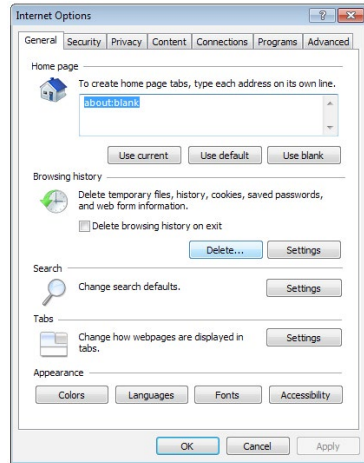 Internet Options
General Security Privacy Content Connections Programs Advanced
Home page
To create home page tabs, type each address on its own line.
about:blank
Use current Use default Use blank
Browsing history
Delete temporary files, history, cookies, saved passwords,
and web form information.
Delete browsing history on exit
Delete... Settings
Search
Change search defaults.
Settings
Tabs
Change how webpages are displayed in
tabs.
Settings
Appearance
Colors Languages Fonts Accessibility
OK Cancel Apply